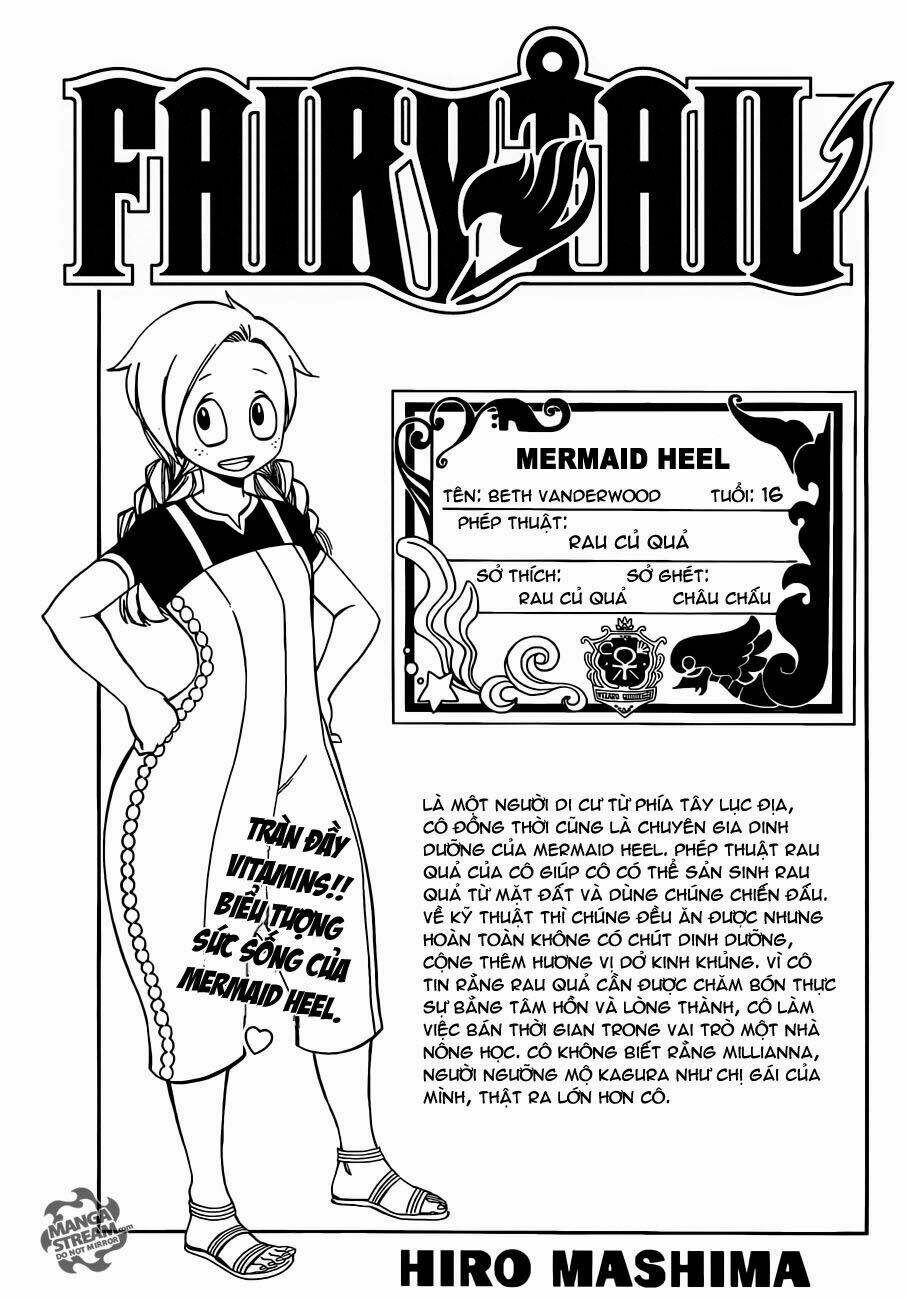 FAIRY TAIL
MERMAID HEEL
TÊN: BETH VANDERWOOD TUỔI: 16
PHÉP THUẬT:
RAU CỦ QUẢ
SỞ THÍCH: SỞ GHÉT:
RAU CỦ QUẢ CHÂU CHẤU
LÀ MỘT NGƯỜI DI CƯ TỪ PHÍA TÂY LỤC ĐỊA,
CÔ ĐỒNG THỜI CŨNG LÀ CHUYÊN GIA DINH
DƯỠNG CỦA MERMAID HEEL. PHÉP THUẬT RAU
QUẢ CỦA CÔ GIÚP CÔ CÓ THỂ SẢN SINH RAU
QUẢ TỪ MẶT ĐẤT VÀ DÙNG CHÚNG CHIẾN ĐẤU.
VỀ KỸ THUẬT THÌ CHÚNG ĐỀU ĂN ĐƯỢC NHƯNG
HOÀN TOÀN KHÔNG CÓ CHÚT DINH DƯỠNG,
CỘNG THÊM HƯƠNG VỊ DỞ KINH KHỦNG. VÌ CÔ
TIN RẰNG RAU QUẢ CẦN ĐƯỢC CHĂM BÓN THỰC
SỰ BẰNG TÂM HỒN VÀ LÒNG THÀNH, CÔ LÀM
VIỆC BÁN THỜI GIAN TRONG VAI TRÒ MỘT NHÀ
NÔNG HỌC. CÔ KHÔNG BIẾT RẰNG MILLIANNA,
NGƯỜI NGƯỠNG MỘ KAGURA NHƯ CHỊ GÁI CỦA
MÌNH, THẬT RA LỚN HƠN CÔ.
TRÀN ĐẦY
VITAMINS!!
BIỂU TƯỢNG
SỨC SỐNG CỦA
MERMAID HEEL.
MANGA
STREAM.com
DO NOT MIRROR
HIRO MASHIMA